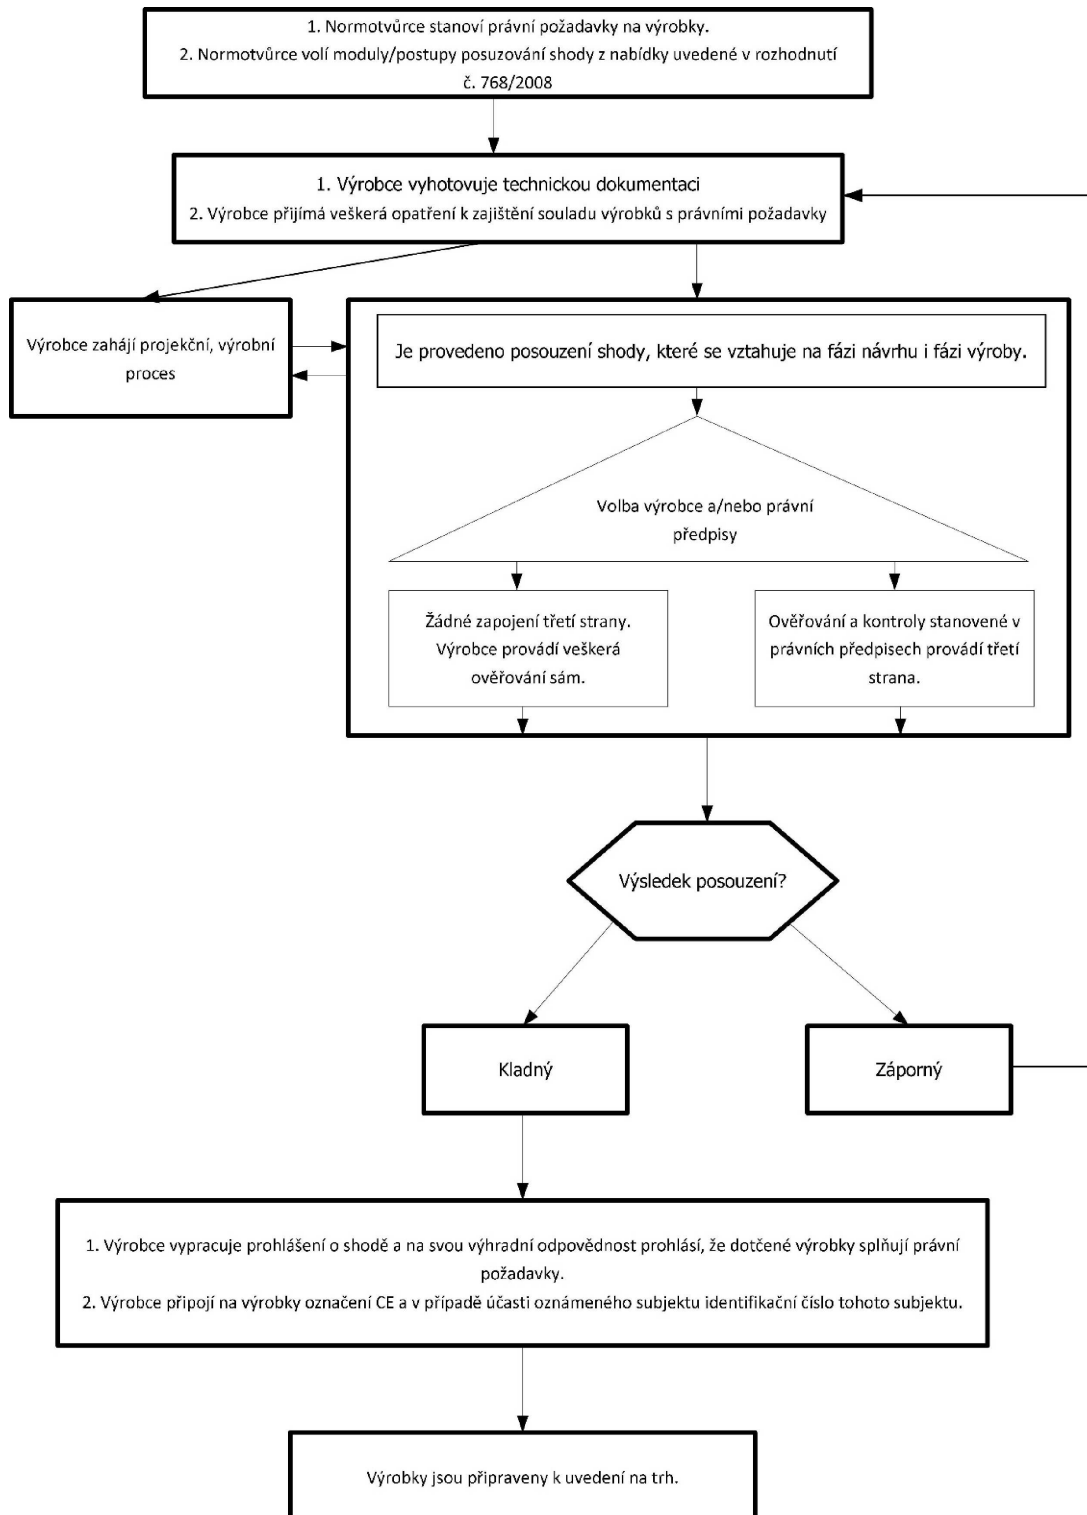 1. Normotvůrce stanoví právní požadavky na výrobky.
2. Normotvůrce volí moduly/postupy posuzování shody z nabídky uvedené v rozhodnutí
č. 768/2008
1. Výrobce vyhotovuje technickou dokumentaci
2. Výrobce přijímá veškerá opatření k zajištění souladu výrobků s právními požadavky
Výrobce zahájí projekční, výrobní
proces
Je provedeno posouzení shody, které se vztahuje na fázi návrhu i fázi výroby.
Volba výrobce a/nebo právní
předpisy
Žádné zapojení třetí strany.
Výrobce provádí veškerá
ověřování sám.
Ověřování a kontroly stanovené v
právních předpisech provádí třetí
strana.
Výsledek posouzení?
Kladný
Záporný
1. Výrobce vypracuje prohlášení o shodě a na svou výhradní odpovědnost prohlásí, že dotčené výrobky splňují právní
požadavky.
2. Výrobce připojí na výrobky označení CE a v případě účasti oznámeného subjektu identifikační číslo tohoto subjektu.
Výrobky jsou připraveny k uvedení na trh.